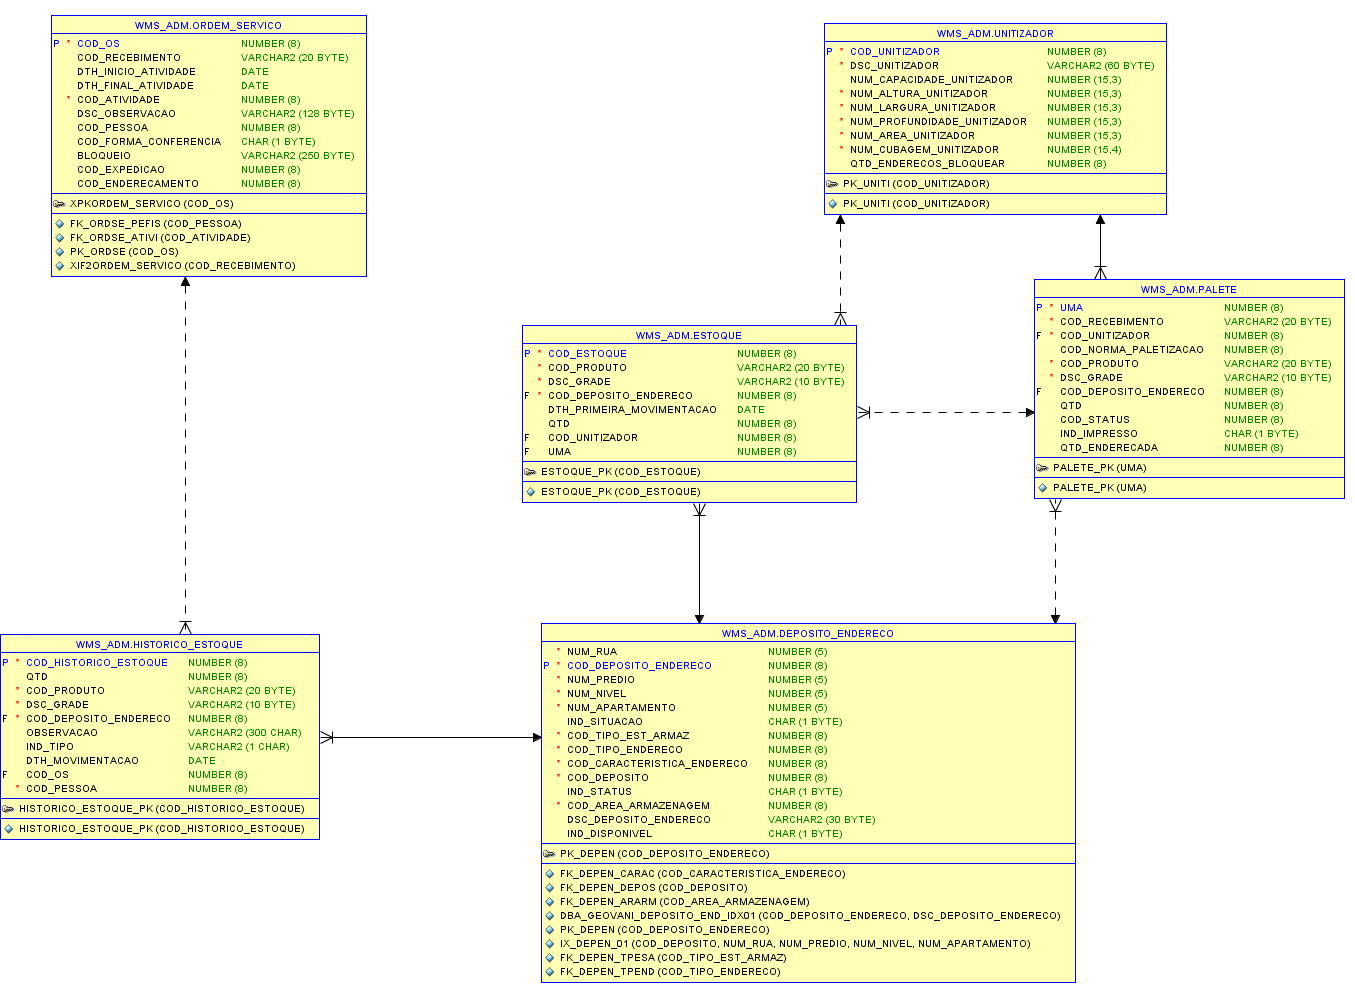 WMS_ADM.ORDEM_SERVICO
P * COD_OS NUMBER (8)
COD_RECEBIMENTO VARCHAR2 (20 BYTE)
DTH_INICIO_ATIVIDADE DATE
DTH_FINAL_ATIVIDADE DATE
* COD_ATIVIDADE NUMBER (8)
DSC_OBSERVACAO VARCHAR2 (128 BYTE)
COD_PESSOA NUMBER (8)
COD_FORMA_CONFERENCIA CHAR (1 BYTE)
BLOQUEIO VARCHAR2 (250 BYTE)
COD_EXPEDICAO NUMBER (8)
COD_ENDERECAMENTO NUMBER (8)
XPKORDEM_SERVICO (COD_OS)
FK_ORDSE_PEFIS (COD_PESSOA)
FK_ORDSE_ATIVI (COD_ATIVIDADE)
PK_ORDSE (COD_OS)
XIF2ORDEM_SERVICO (COD_RECEBIMENTO)
WMS_ADM.UNITIZADOR
P * COD_UNITIZADOR NUMBER (8)
* DSC_UNITIZADOR VARCHAR2 (60 BYTE)
NUM_CAPACIDADE_UNITIZADOR NUMBER (15,3)
* NUM_ALTURA_UNITIZADOR NUMBER (15,3)
* NUM_LARGURA_UNITIZADOR NUMBER (15,3)
* NUM_PROFUNDIDADE_UNITIZADOR NUMBER (15,3)
* NUM_AREA_UNITIZADOR NUMBER (15,3)
* NUM_CUBAGEM_UNITIZADOR NUMBER (15,4)
QTD_ENDERECOS_BLOQUEAR NUMBER (8)
PK_UNITI (COD_UNITIZADOR)
PK_UNITI (COD_UNITIZADOR)
WMS_ADM.PALETE
P * UMA NUMBER (8)
* COD_RECEBIMENTO VARCHAR2 (20 BYTE)
F * COD_UNITIZADOR NUMBER (8)
COD_NORMA_PALETIZACAO NUMBER (8)
* COD_PRODUTO VARCHAR2 (20 BYTE)
* DSC_GRADE VARCHAR2 (10 BYTE)
F COD_DEPOSITO_ENDERECO NUMBER (8)
QTD NUMBER (8)
COD_STATUS NUMBER (8)
IND_IMPRESSO CHAR (1 BYTE)
QTD_ENDERECADA NUMBER (8)
PALETE_PK (UMA)
PALETE_PK (UMA)
WMS_ADM.ESTOQUE
P * COD_ESTOQUE NUMBER (8)
* COD_PRODUTO VARCHAR2 (20 BYTE)
* DSC_GRADE VARCHAR2 (10 BYTE)
F * COD_DEPOSITO_ENDERECO NUMBER (8)
DTH_PRIMEIRA_MOVIMENTACAO DATE
QTD NUMBER (8)
F COD_UNITIZADOR NUMBER (8)
F UMA NUMBER (8)
ESTOQUE_PK (COD_ESTOQUE)
ESTOQUE_PK (COD_ESTOQUE)
WMS_ADM.HISTORICO_ESTOQUE
P * COD_HISTORICO_ESTOQUE NUMBER (8)
QTD NUMBER (8)
* COD_PRODUTO VARCHAR2 (20 BYTE)
* DSC_GRADE VARCHAR2 (10 BYTE)
F * COD_DEPOSITO_ENDERECO NUMBER (8)
OBSERVACAO VARCHAR2 (300 CHAR)
IND_TIPO VARCHAR2 (1 CHAR)
DTH_MOVIMENTACAO DATE
F COD_OS NUMBER (8)
* COD_PESSOA NUMBER (8)
HISTORICO_ESTOQUE_PK (COD_HISTORICO_ESTOQUE)
HISTORICO_ESTOQUE_PK (COD_HISTORICO_ESTOQUE)
WMS_ADM.DEPOSITO_ENDERECO
* NUM_RUA NUMBER (5)
P * COD_DEPOSITO_ENDERECO NUMBER (8)
* NUM_PREDIO NUMBER (5)
* NUM_NIVEL NUMBER (5)
* NUM_APARTAMENTO NUMBER (5)
IND_SITUACAO CHAR (1 BYTE)
* COD_TIPO_EST_ARMAZ NUMBER (8)
* COD_TIPO_ENDERECO NUMBER (8)
* COD_CARACTERISTICA_ENDERECO NUMBER (8)
* COD_DEPOSITO NUMBER (8)
IND_STATUS CHAR (1 BYTE)
* COD_AREA_ARMAZENAGEM NUMBER (8)
DSC_DEPOSITO_ENDERECO VARCHAR2 (30 BYTE)
IND_DISPONIVEL CHAR (1 BYTE)
PK_DEPEN (COD_DEPOSITO_ENDERECO)
FK_DEPEN_CARAC (COD_CARACTERISTICA_ENDERECO)
FK_DEPEN_DEPOS (COD_DEPOSITO)
FK_DEPEN_ARARM (COD_AREA_ARMAZENAGEM)
DBA_GEOVANI_DEPOSITO_END_IDX01 (COD_DEPOSITO_ENDERECO, DSC_DEPOSITO_ENDERECO)
PK_DEPEN (COD_DEPOSITO_ENDERECO)
IX_DEPEN_01 (COD_DEPOSITO, NUM_RUA, NUM_PREDIO, NUM_NIVEL, NUM_APARTAMENTO)
FK_DEPEN_TPESA (COD_TIPO_EST_ARMAZ)
FK_DEPEN_TPEND (COD_TIPO_ENDERECO)